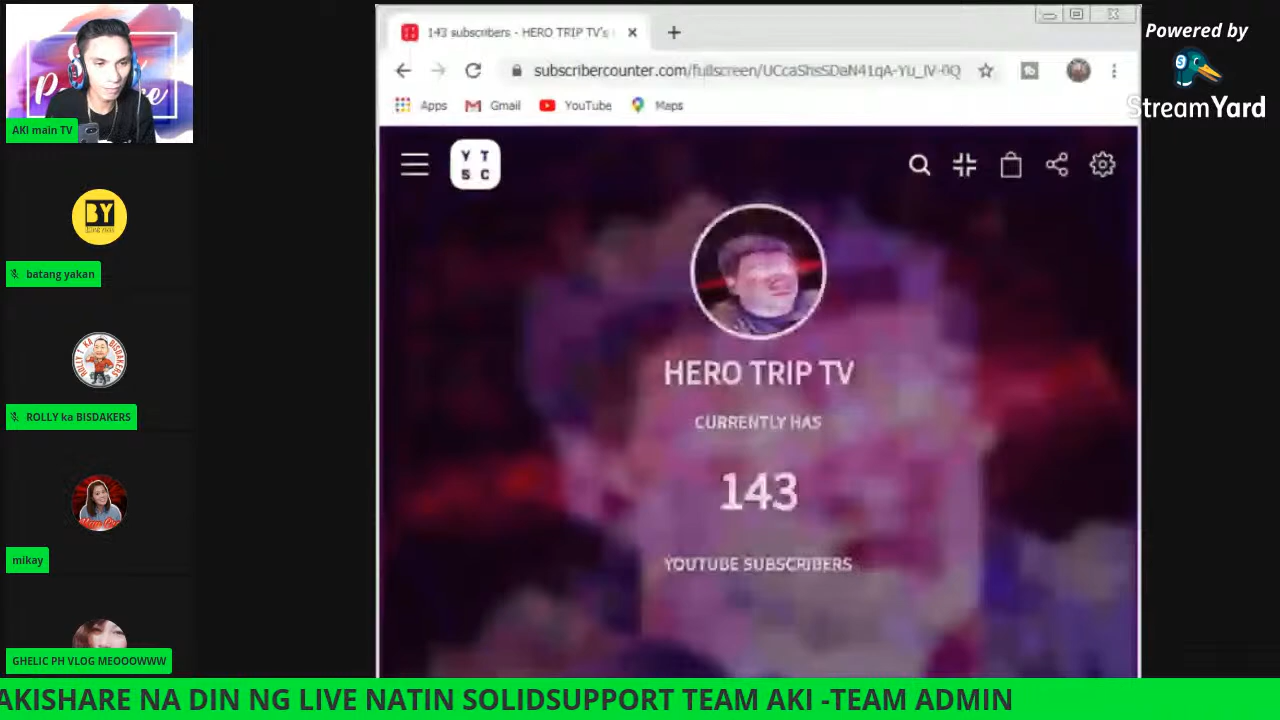 143 subscribers - HERO TRIP TV's
subscribercounter.com/fullscreen/UCcaShsSDaN41qA-YU_IV-0Q
Apps
Gmail
YouTube
Maps
Powered by
StreamYard
AKI main TV
BY
batang yakan
ROLLY ka BISDAKERS
mikay
GHELIC PH VLOG MEOOOWWW
Y T
S C
HERO TRIP TV
CURRENTLY HAS
143
YOUTUBE SUBSCRIBERS
AKISHARE NA DIN NG LIVE NATIN SOLIDSUPPORT TEAM AKI -TEAM ADMIN